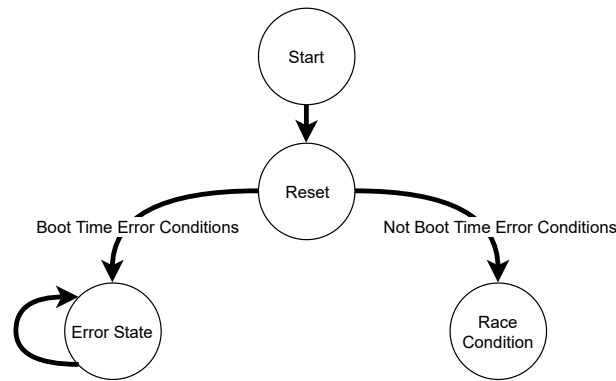 Start
Reset
Boot Time Error Conditions
Not Boot Time Error Conditions
Error State
Race
Condition